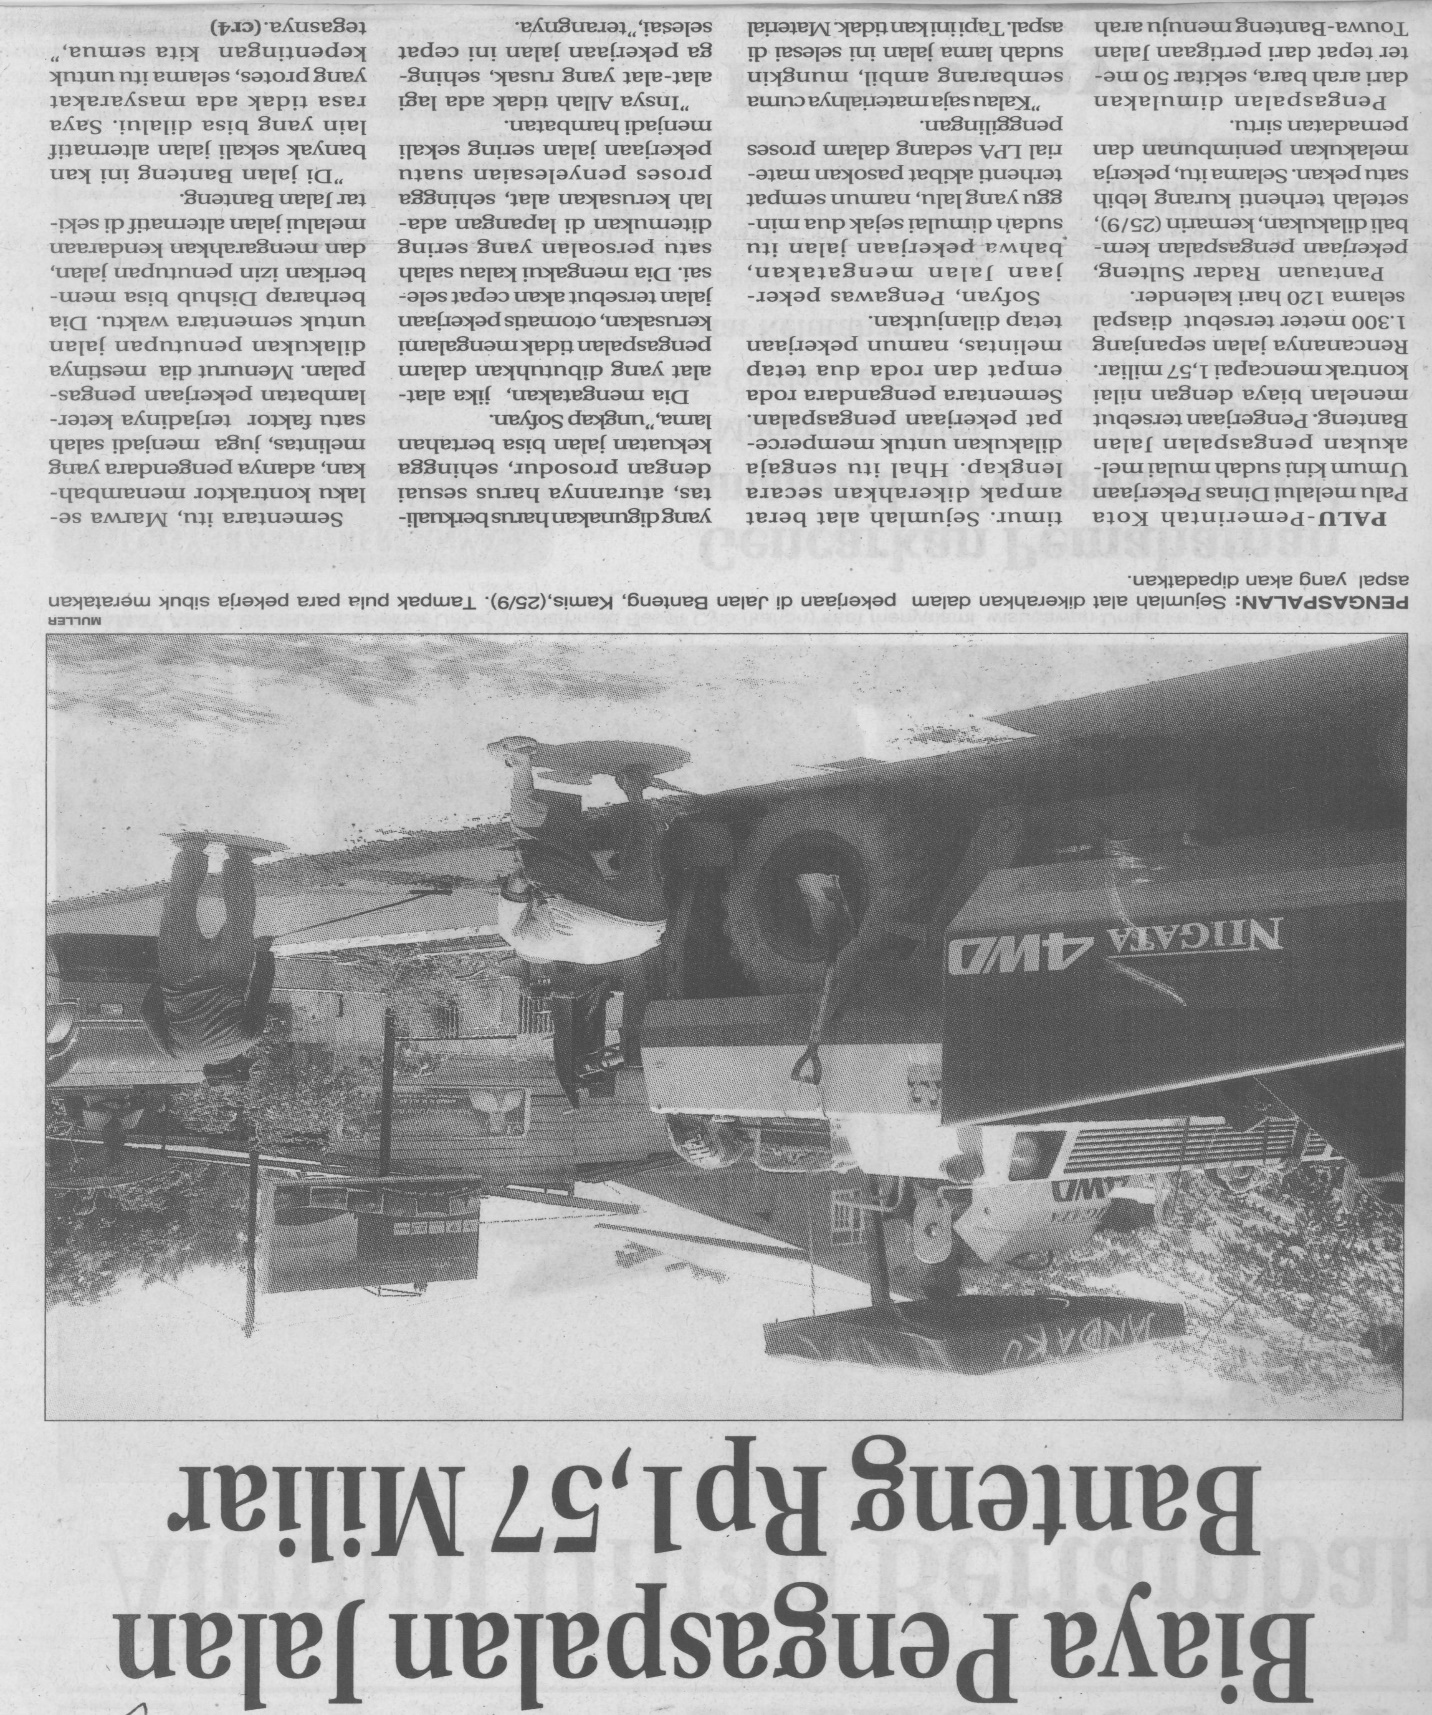 Biaya Pengaspalan Jalan
Banteng Rp1,57 Miliar
JANDA KU
4WD
NIIGATA
4WD
MULLER
PENGASPALAN: Sejumlah alat dikerahkan dalam pekerjaan di Jalan Banteng, Kamis,(25/9). Tampak pula para pekerja sibuk meratakan
aspal yang akan dipadatkan.
PALU-Pemerintah Kota
Palu melalui Dinas Pekerjaan
Umum kini sudah mulai mel-
akukan pengaspalan Jalan
Banteng. Pengerjaan tersebut
menelan biaya dengan nilai
kontrak mencapai 1,57 miliar.
Rencananya jalan sepanjang
1.300 meter tersebut diaspal
selama 120 hari kalender.
Pantauan Radar Sulteng,
pekerjaan pengaspalan kem-
bali dilakukan, kemarin (25/9),
setelah terhenti kurang lebih
satu pekan. Selama itu, pekerja
melakukan penimbunan dan
pemadatan sirtu.
Pengaspalan dimulakan
dari arah bara, sekitar 50 me-
ter tepat dari pertigaan Jalan
Touwa-Banteng menuju arah
timur. Sejumlah alat berat
ampak dikerahkan secara
lengkap. Hhal itu sengaja
dilakukan untuk memperce-
pat pekerjaan pengaspalan.
Sementara pengandara roda
empat dan roda dua tetap
melintas, namun pekerjaan
tetap dilanjutkan.
Sofyan, Pengawas peker-
jaan Jalan mengatakan,
bahwa pekerjaan jalan itu
sudah dimulai sejak dua min-
ggu yang lalu, namun sempat
terhenti akibat pasokan mate-
rial LPA sedang dalam proses
penggilingan.
"Kalau saja materialnya cuma
sembarang ambil, mungkin
sudah lama jalan ini selesai di
aspal. Tapi ini kan tidak. Material
yang digunakan harus berkuali-
tas, aturannya harus sesuai
dengan prosodur, sehingga
kekuatan jalan bisa bertahan
lama,"ungkap Sofyan.
Dia mengatakan, jika alat-
alat yang dibutuhkan dalam
pengaspalan tidak mengalami
kerusakan, otomatis pekerjaan
jalan tersebut akan cepat sele-
sai. Dia mengakui kalau salah
satu persoalan yang sering
ditemukan di lapangan ada-
lah kerusakan alat, sehingga
proses penyelesaian suatu
pekerjaan jalan sering sekali
menjadi hambatan.
"Insya Allah tidak ada lagi
alat-alat yang rusak, sehing-
ga pekerjaan jalan ini cepat
selesai,"terangnya.
Sementara itu, Marwa se-
laku kontraktor menambah-
kan, adanya pengendara yang
melintas, juga menjadi salah
satu faktor terjadinya keter-
lambatan pekerjaan pengas-
palan. Menurut dia mestinya
dilakukan penutupan jalan
untuk sementara waktu. Dia
berharap Dishub bisa mem-
berikan izin penutupan jalan,
dan mengarahkan kendaraan
melalui jalan alternatif di seki-
tar Jalan Banteng.
"Di jalan Banteng ini kan
banyak sekali jalan alternatif
lain yang bisa dilalui. Saya
rasa tidak ada masyarakat
yang protes, selama itu untuk
kepentingan kita semua,"
tegasnya.(cr4)